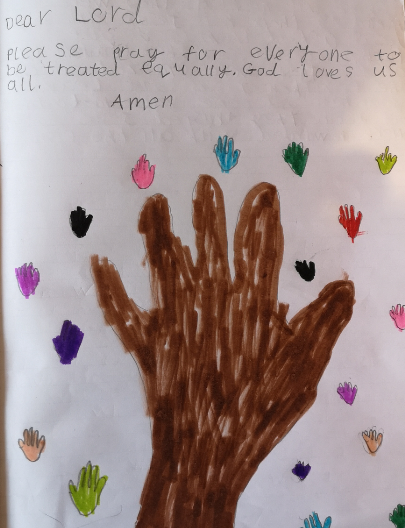 Dear Lord
please pray for everyone to
be treated equally. God loves us
all.
Amen